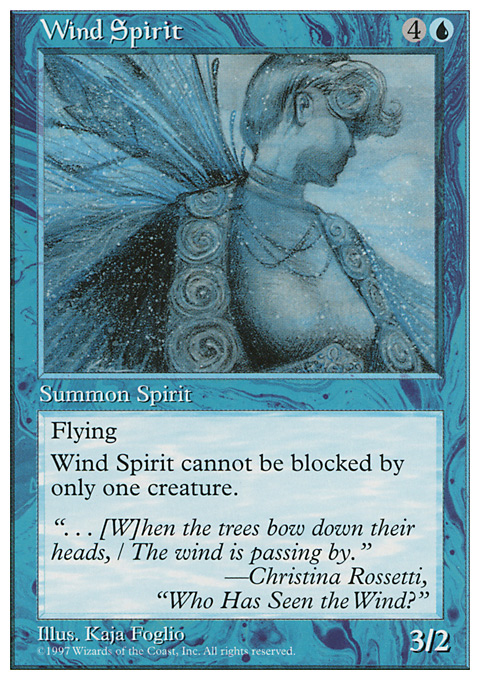 Wind Spirit 4
Summon Spirit
Flying
Wind Spirit cannot be blocked by
only one creature.
“. . . [W]hen the trees bow down their
heads, / The wind is passing by.”
—Christina Rossetti,
“Who Has Seen the Wind?”
Illus. Kaja Foglio
©1997 Wizards of the Coast, Inc. All rights reserved.
3/2